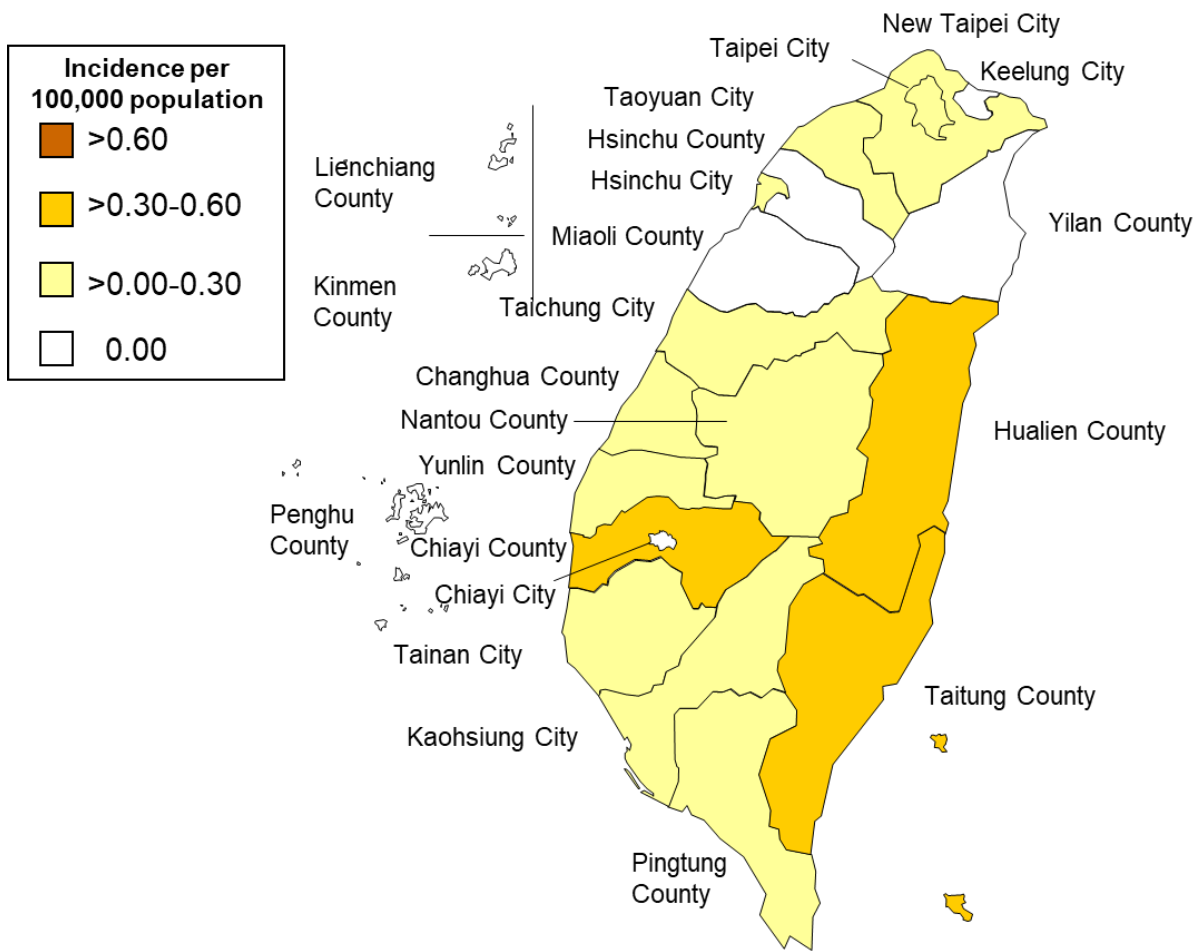 Incidence per
100,000 population
>0.60
>0.30-0.60
>0.00-0.30
0.00
New Taipei City
Taipei City
Keelung City
Taoyuan City
Hsinchu County
Hsinchu City
Lienchiang
County
Miaoli County
Yilan County
Kinmen
County
Taichung City
Changhua County
Nantou County
Hualien County
Yunlin County
Penghu
County
Chiayi County
Chiayi City
Tainan City
Taitung County
Kaohsiung City
Pingtung
County